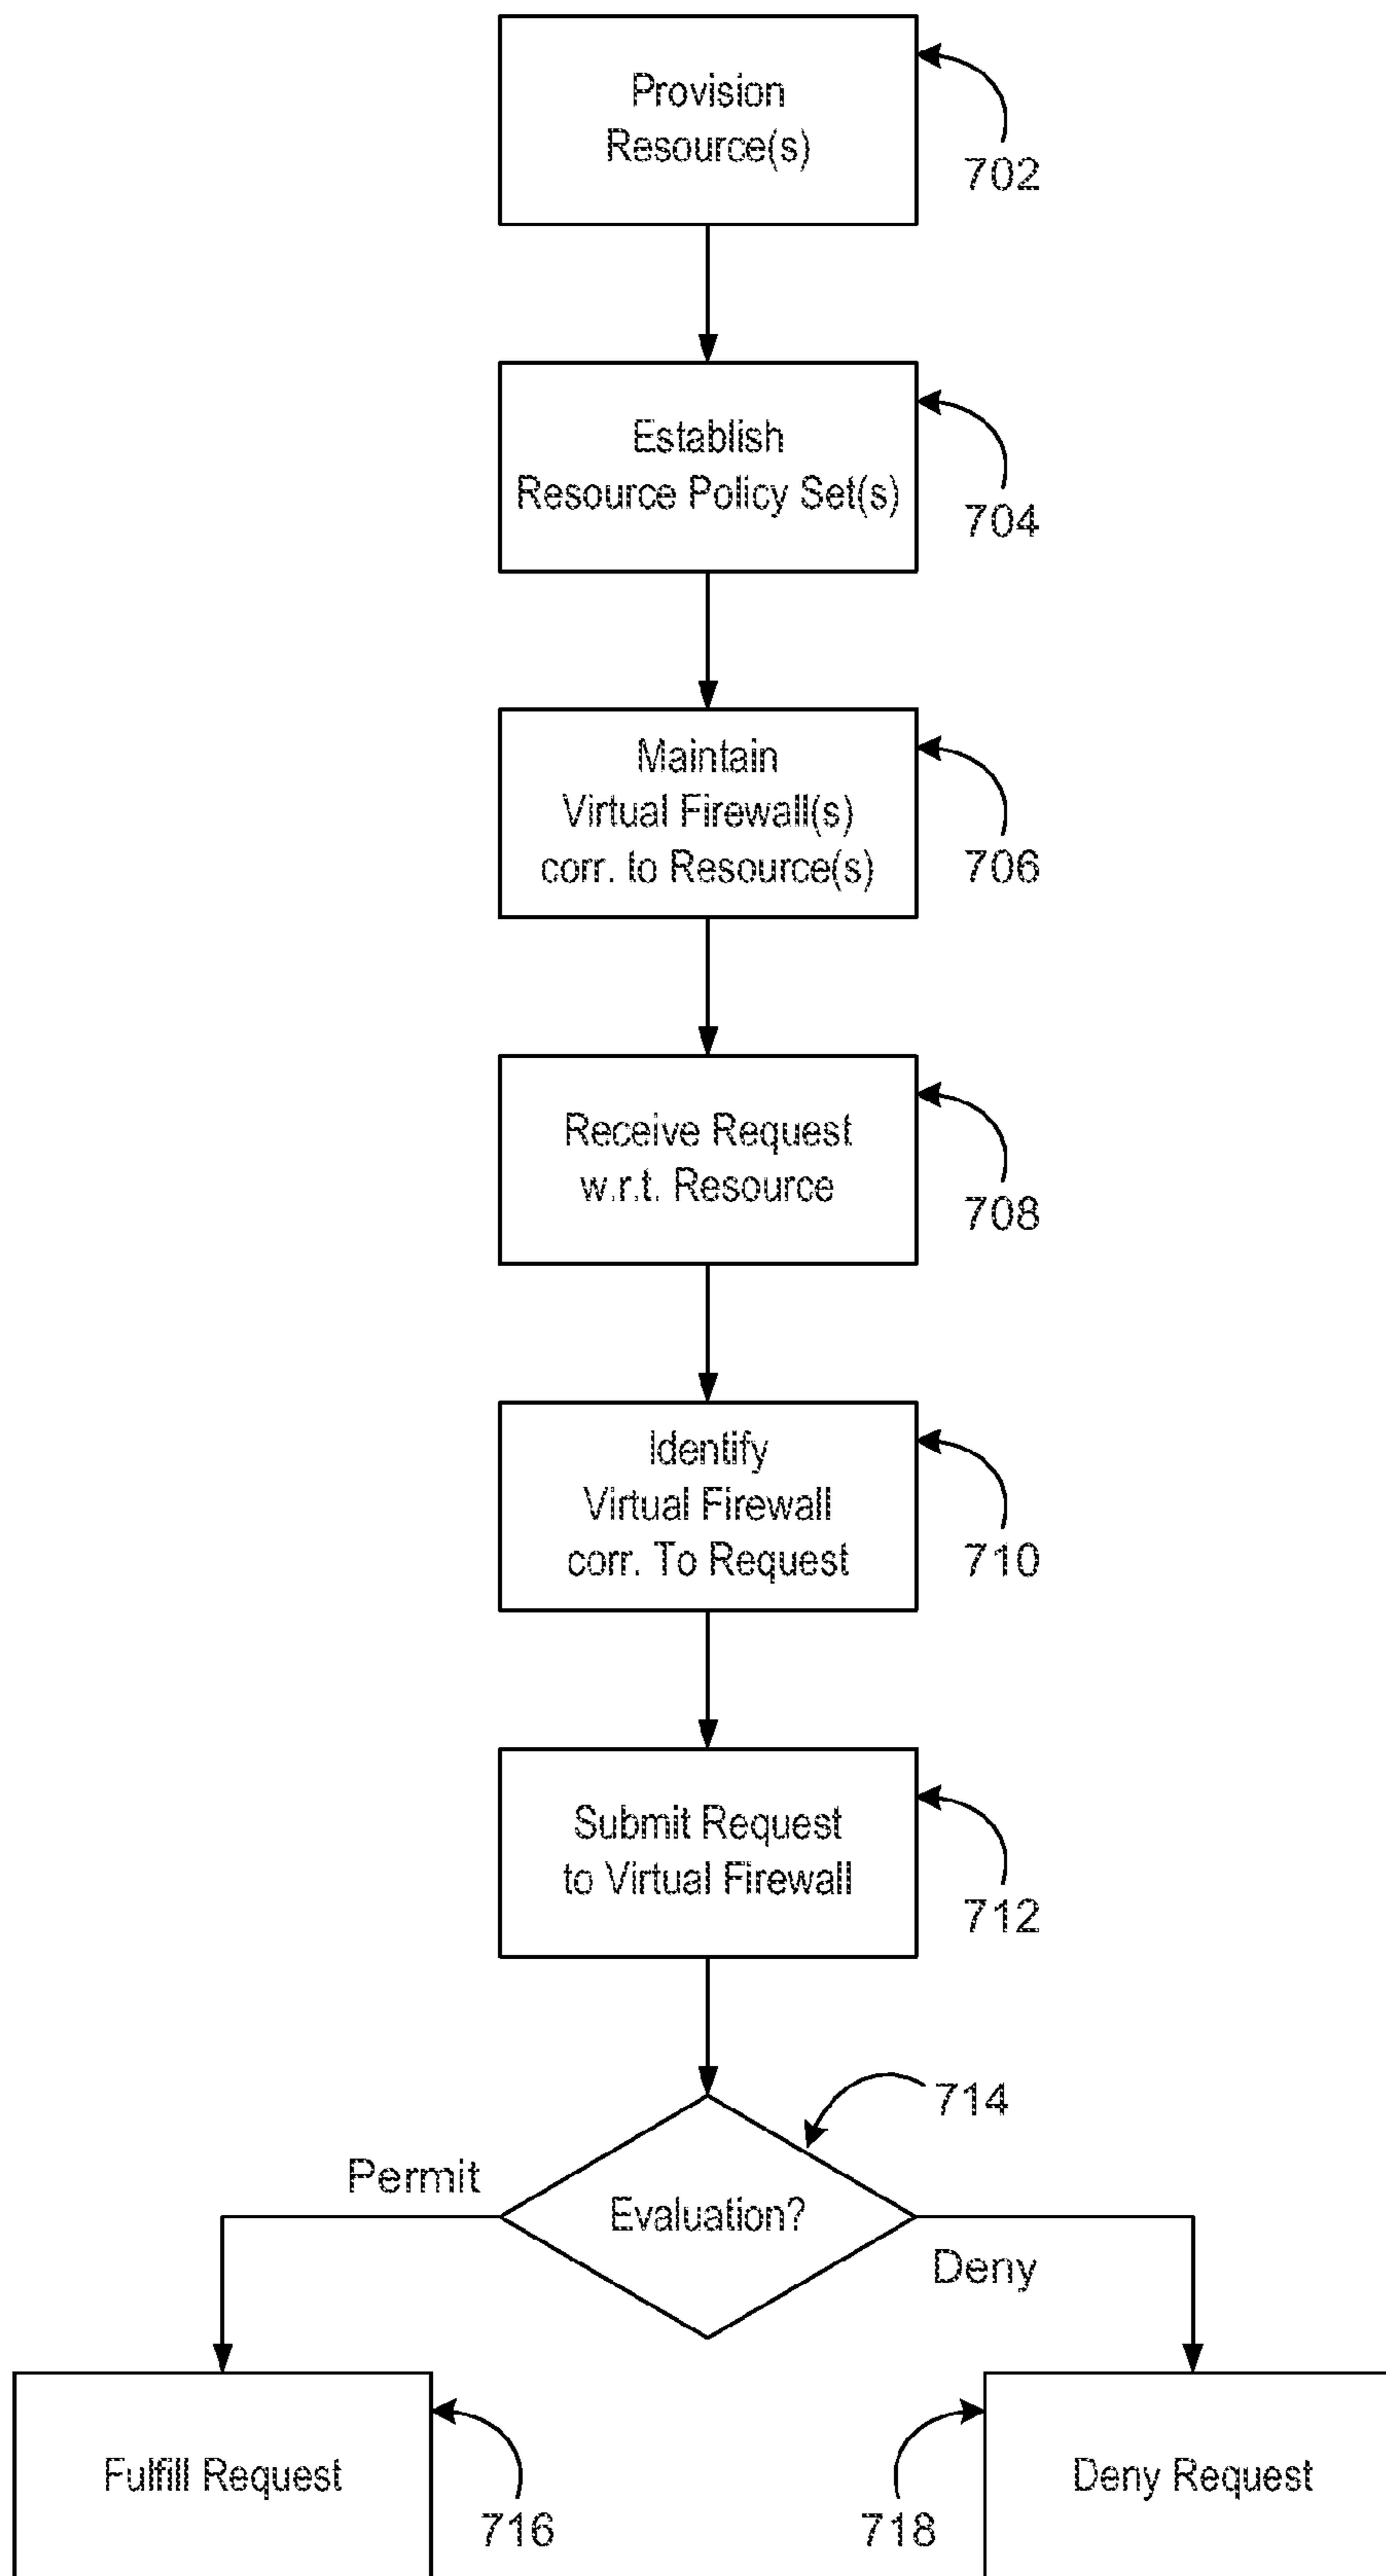 Provision
Resource(s)
702
Establish
Resource Policy Set(s)
704
Maintain
Virtual Firewall(s)
corr. to Resource(s)
706
Receive Request
w.r.t. Resource
708
Identify
Virtual Firewall
corr. To Request
710
Submit Request
to Virtual Firewall
712
714
Permit
Evaluation?
Deny
Fulfill Request
716
718
Deny Request